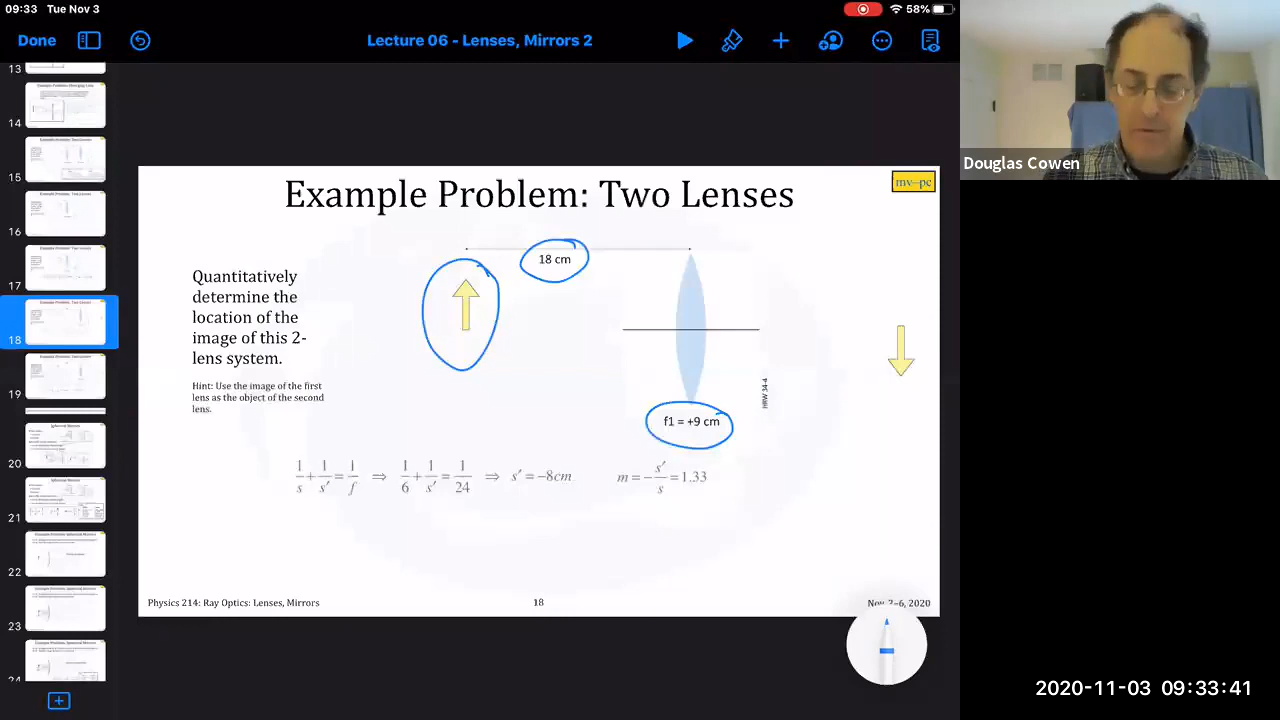 09:33 Tue Nov 3
58%
Done
Lecture 06 - Lenses, Mirrors 2
Douglas Cowen
13
14
15
16
17
18
19
20
21
22
23
24
Example Problem: Two Lenses
mv-pc
18 cm
Quantitatively
determine the
location of the
image of this 2-
lens system.
Hint: Use the image of the first
lens as the object of the second
lens.
HRW 34-4
f1 = +9 cm
1/s + 1/s′ = 1/f ⇒ 1/6 + 1/s′ = 1/24 ⇒ s′ = −8cm m = − s′/s = 1.33
Physics 214: Ray Optics: Lenses, Mirrors
18
Nov 2-6, 2020
2020-11-03 09:33:41